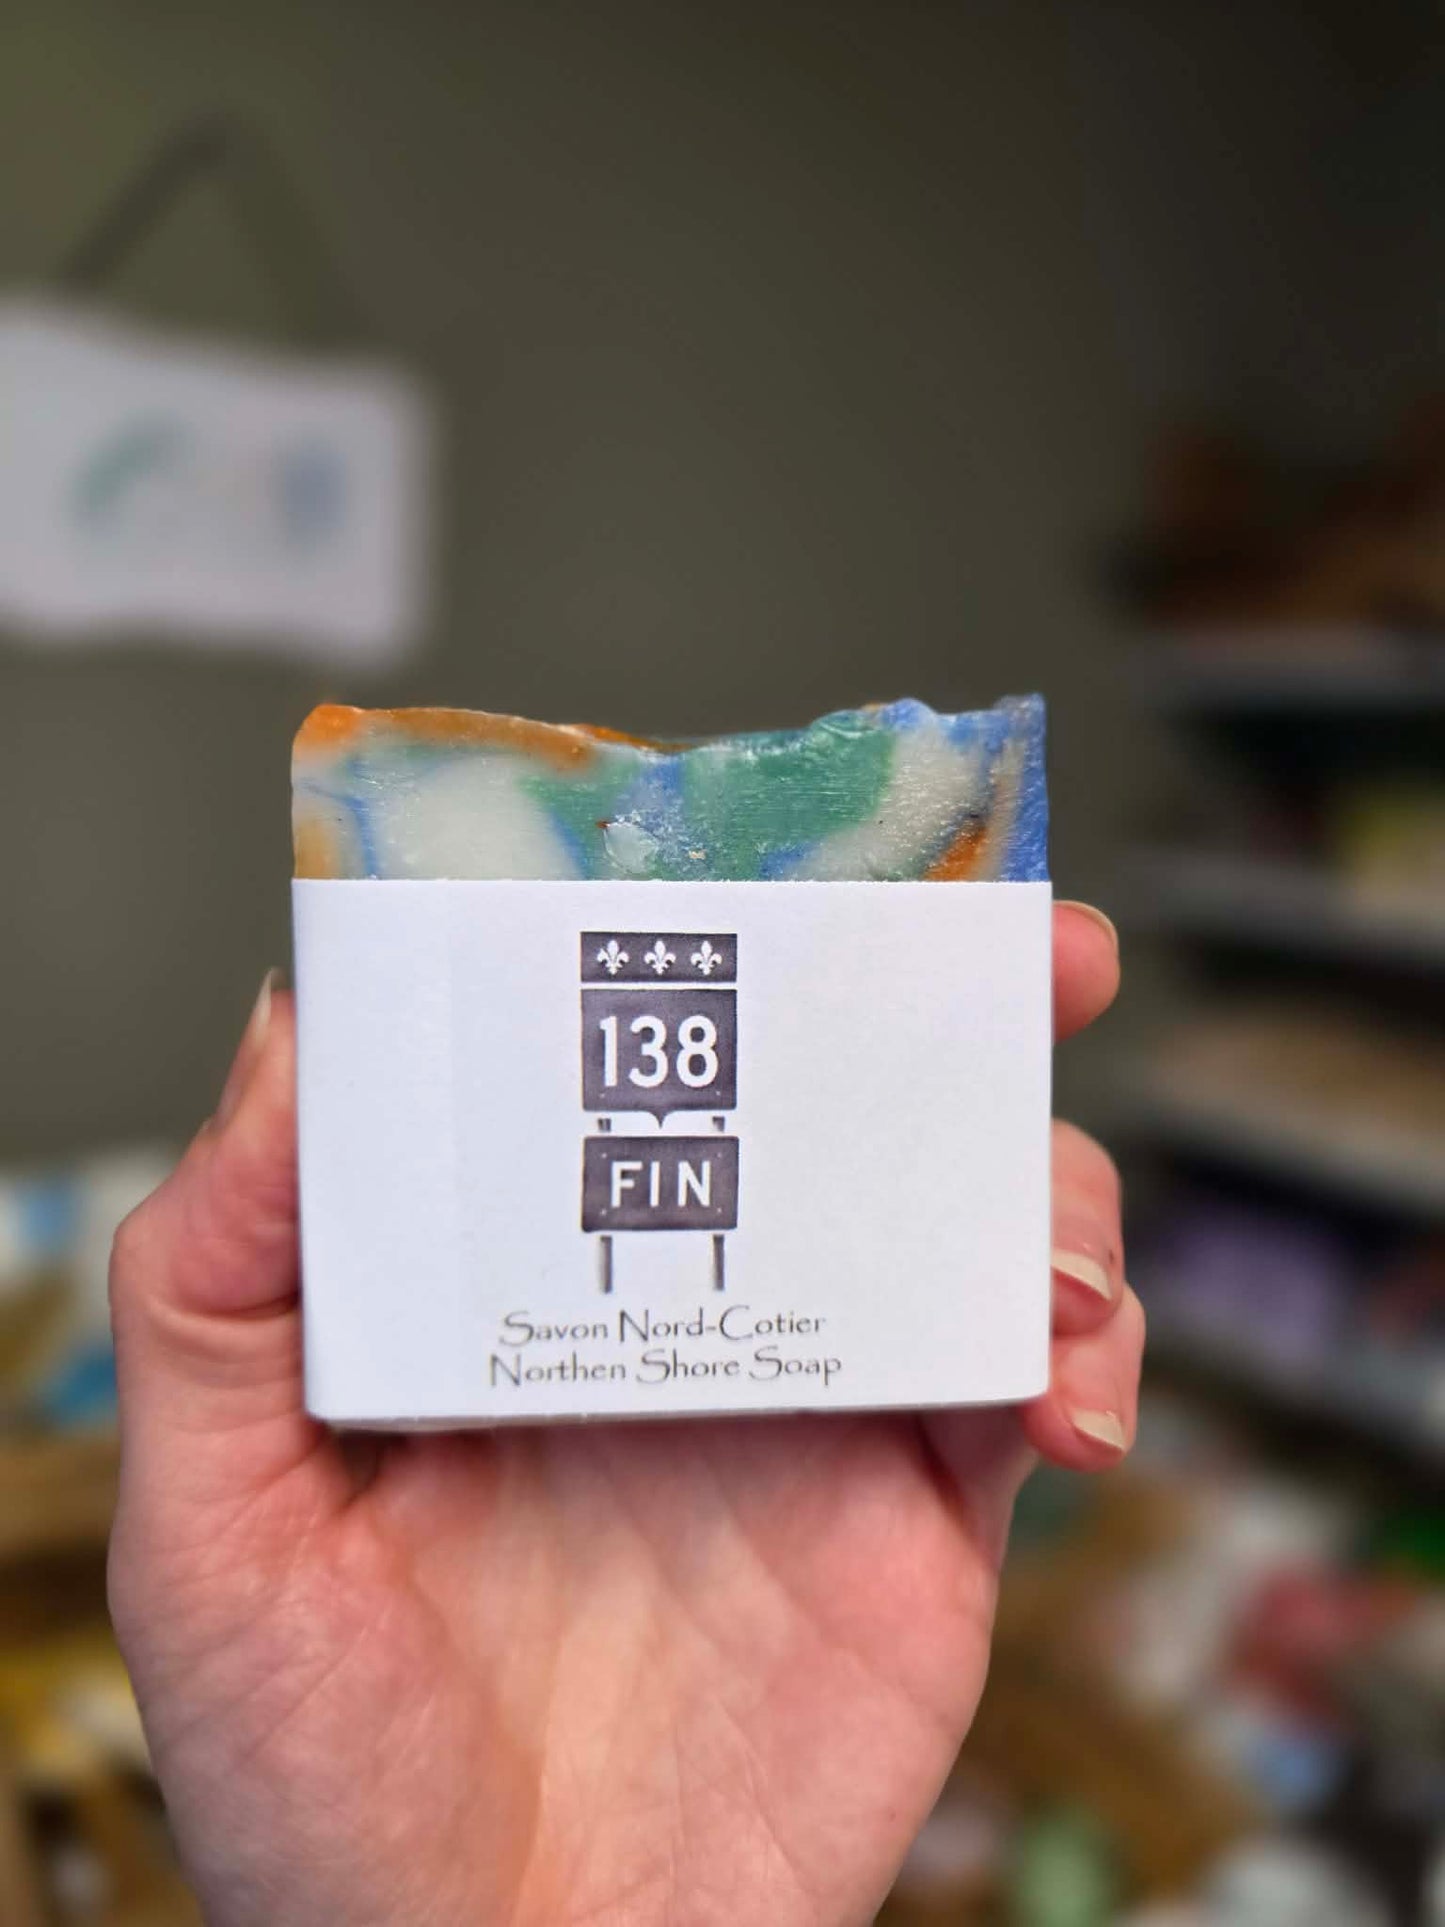 138
FIN
Savon Nord-Cotier
Northen Shore Soap